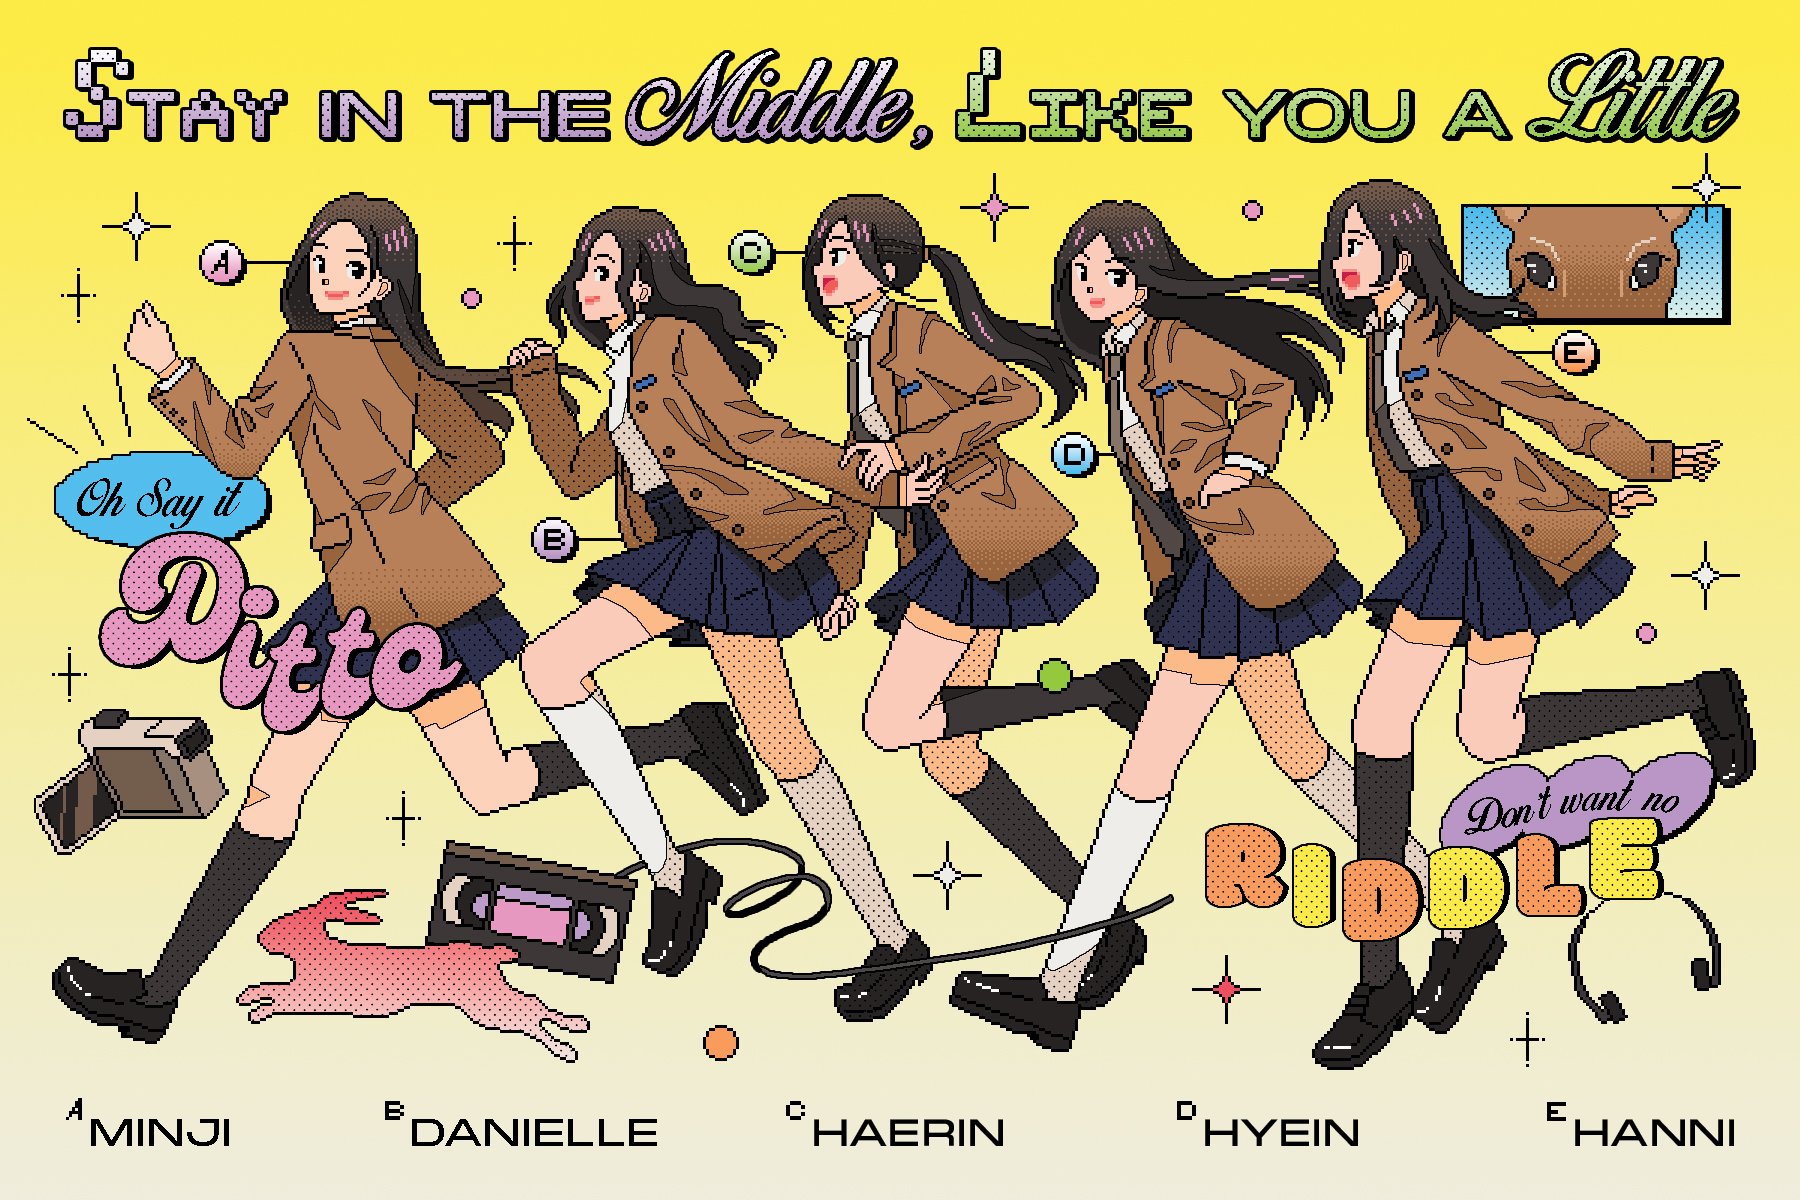 STAY IN THE Middle, LIKE YOU A Little
A
C
E
D
B
Oh Say it
Ditto
Don't want no
RIDDLE
A MINJI
B DANIELLE
C HAERIN
D HYEIN
E HANNI